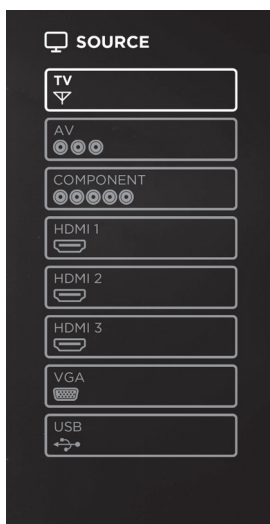 SOURCE
TV
AV
COMPONENT
HDMI 1
HDMI 2
HDMI 3
VGA
USB